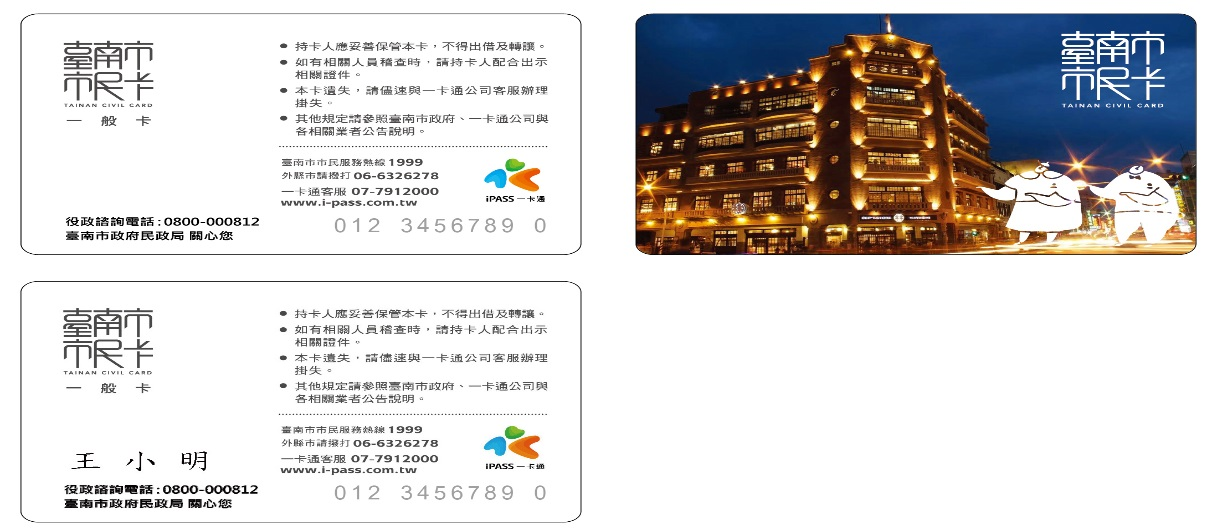 臺南市
市民卡
TAINAN CIVIL CARD
一般卡
● 持卡人應妥善保管本卡，不得出借及轉讓。
● 如有相關人員稽查時，請持卡人配合出示
相關證件。
● 本卡遺失，請儘速與一卡通公司客服辦理
掛失。
● 其他規定請參照臺南市政府、一卡通公司與
各相關業者公告說明。
臺南市市民服務熱線 1999
外縣市請撥打 06-6326278
一卡通客服 07-7912000
www.i-pass.com.tw
iPASS 一卡通
役政諮詢電話：0800-000812
臺南市政府民政局 關心您
012 3456789 0
臺南市
市民卡
TAINAN CIVIL CARD
臺南市
市民卡
TAINAN CIVIL CARD
一般卡
● 持卡人應妥善保管本卡，不得出借及轉讓。
● 如有相關人員稽查時，請持卡人配合出示
相關證件。
● 本卡遺失，請儘速與一卡通公司客服辦理
掛失。
● 其他規定請參照臺南市政府、一卡通公司與
各相關業者公告說明。
臺南市市民服務熱線 1999
外縣市請撥打 06-6326278
一卡通客服 07-7912000
www.i-pass.com.tw
iPASS 一卡通
王小明
役政諮詢電話：0800-000812
臺南市政府民政局 關心您
012 3456789 0